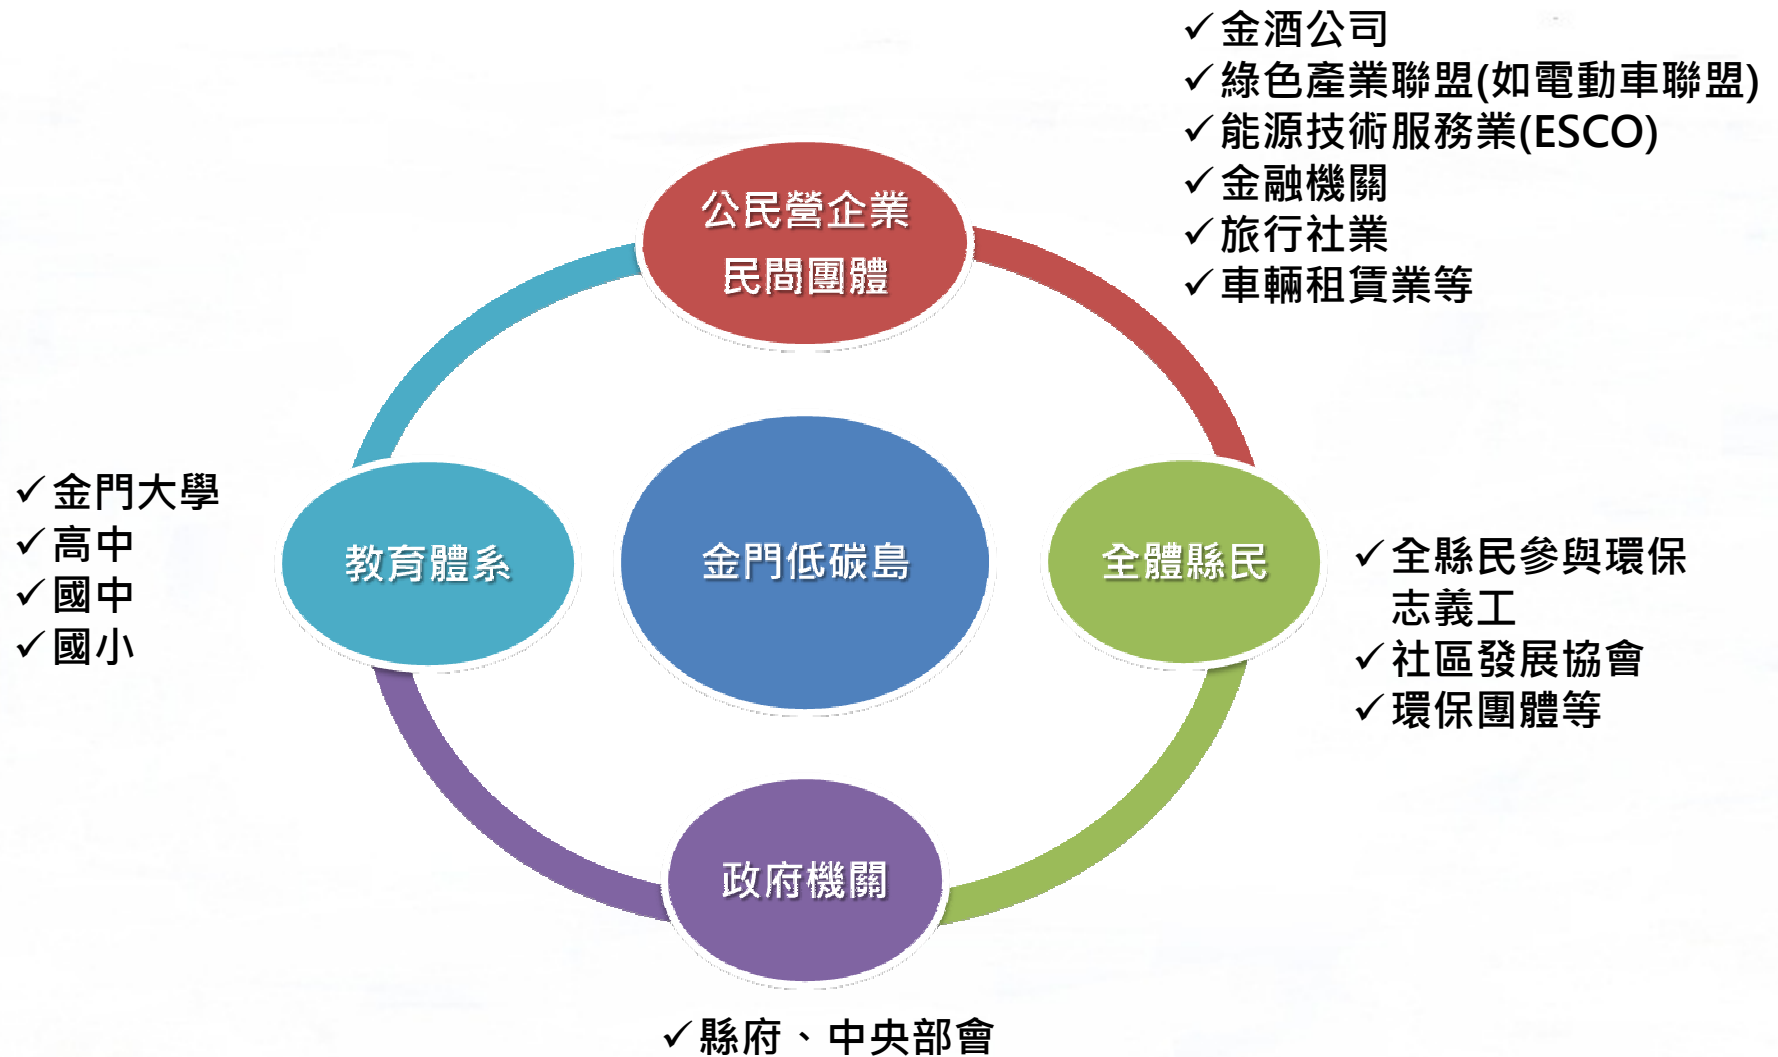 ✓金酒公司
✓綠色產業聯盟(如電動車聯盟)
✓能源技術服務業(ESCO)
✓金融機關
✓旅行社業
✓車輛租賃業等
公民營企業
民間團體
✓金門大學
✓高中
✓國中
✓國小
教育體系
金門低碳島
全體縣民
✓全縣民參與環保
志義工
✓社區發展協會
✓環保團體等
政府機關
✓縣府、中央部會